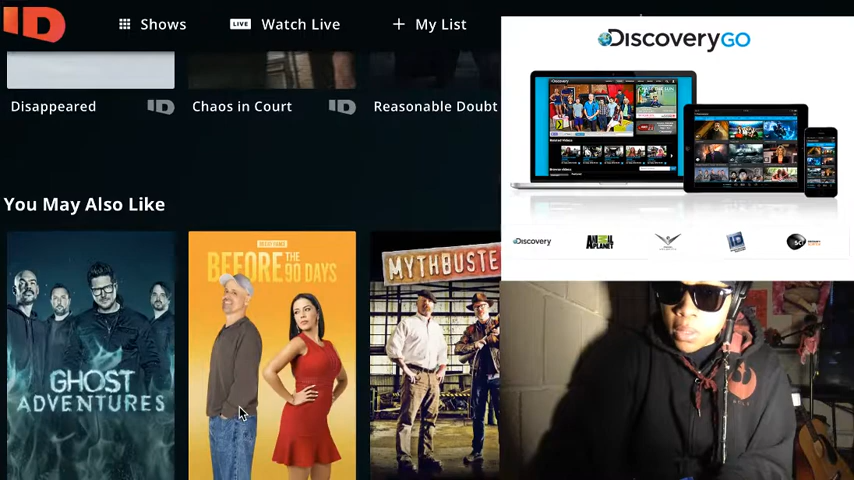 ID
Shows
LIVE
Watch Live
+ My List
Disappeared
ID
Chaos in Court
ID
Reasonable Doubt
You May Also Like
GHOST
ADVENTURES
BEFORE THE
90 DAYS
MYTHBUSTE
DiscoveryGO
Discovery
ANIMAL
PLANET
ID
SCI